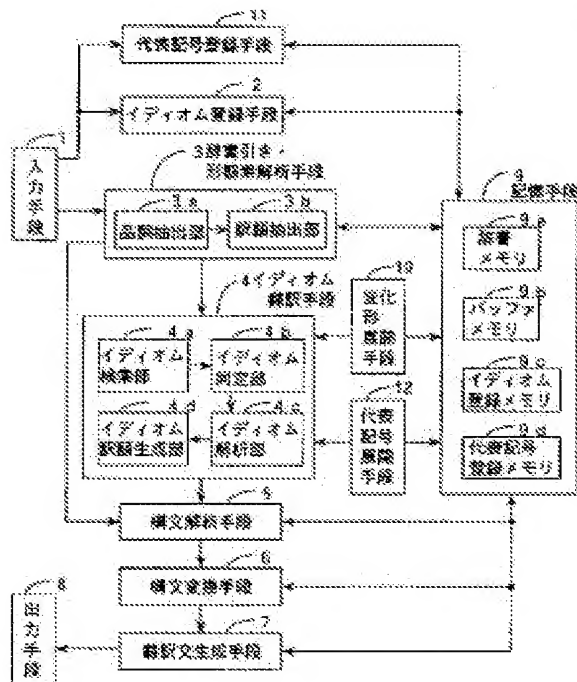 11
代表記号登録手段
2
イディオム登録手段
1
入力手段
3辞書引き・
形態素解析手段
3a
品詞抽出部
3b
訳語抽出部
9
記憶手段
9a
辞書
メモリ
9b
バッファ
メモリ
9c
イディオム
登録メモリ
9d
代表記号
登録メモリ
4イディオム
翻訳手段
4a
イディオム
検索部
4b
イディオム
判定部
4d
イディオム
訳語生成部
4c
イディオム
解析部
10
変化形
手段
12
代表
記号
展開
手段
5
構文解析手段
6
構文変換手段
7
翻訳文生成手段
8
出力手段